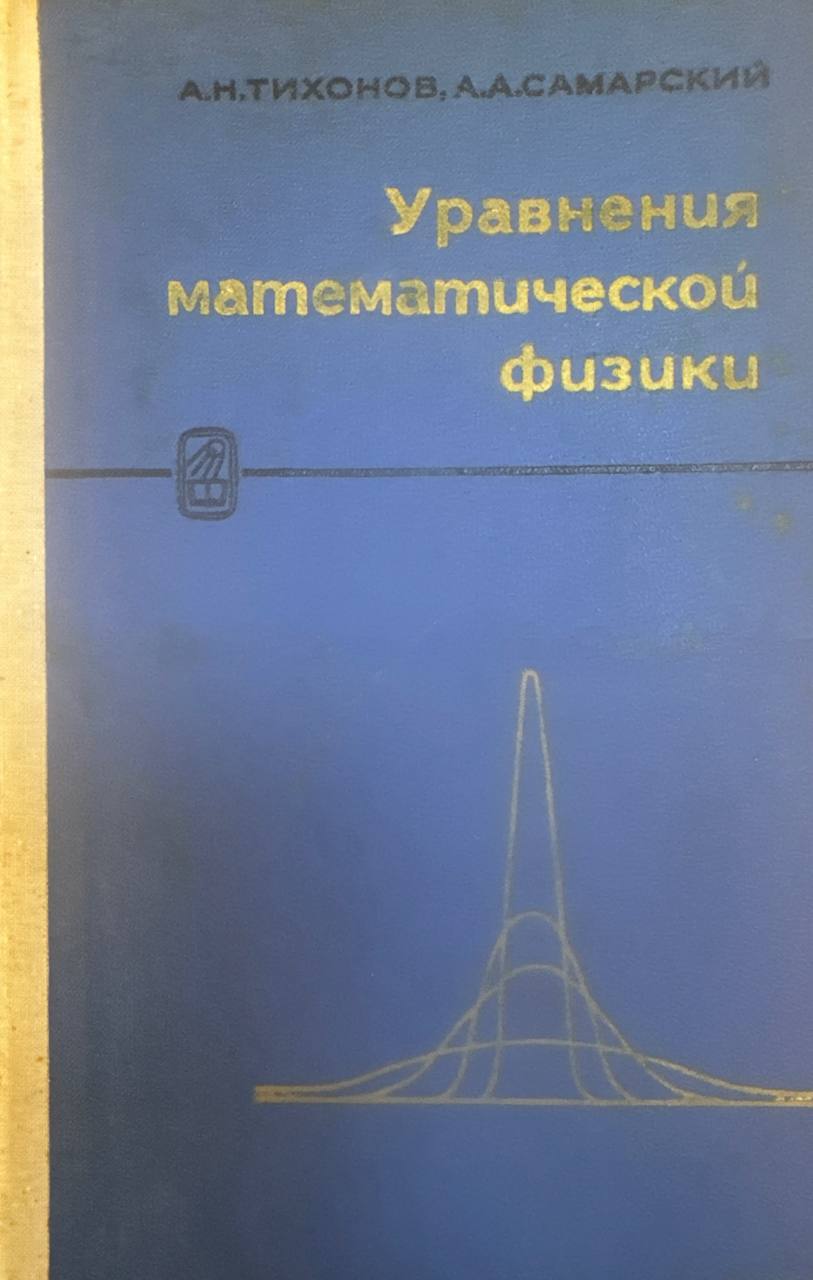 А.Н.ТИХОНОВ, А.А.САМАРСКИЙ
Уравнения
математической
физики